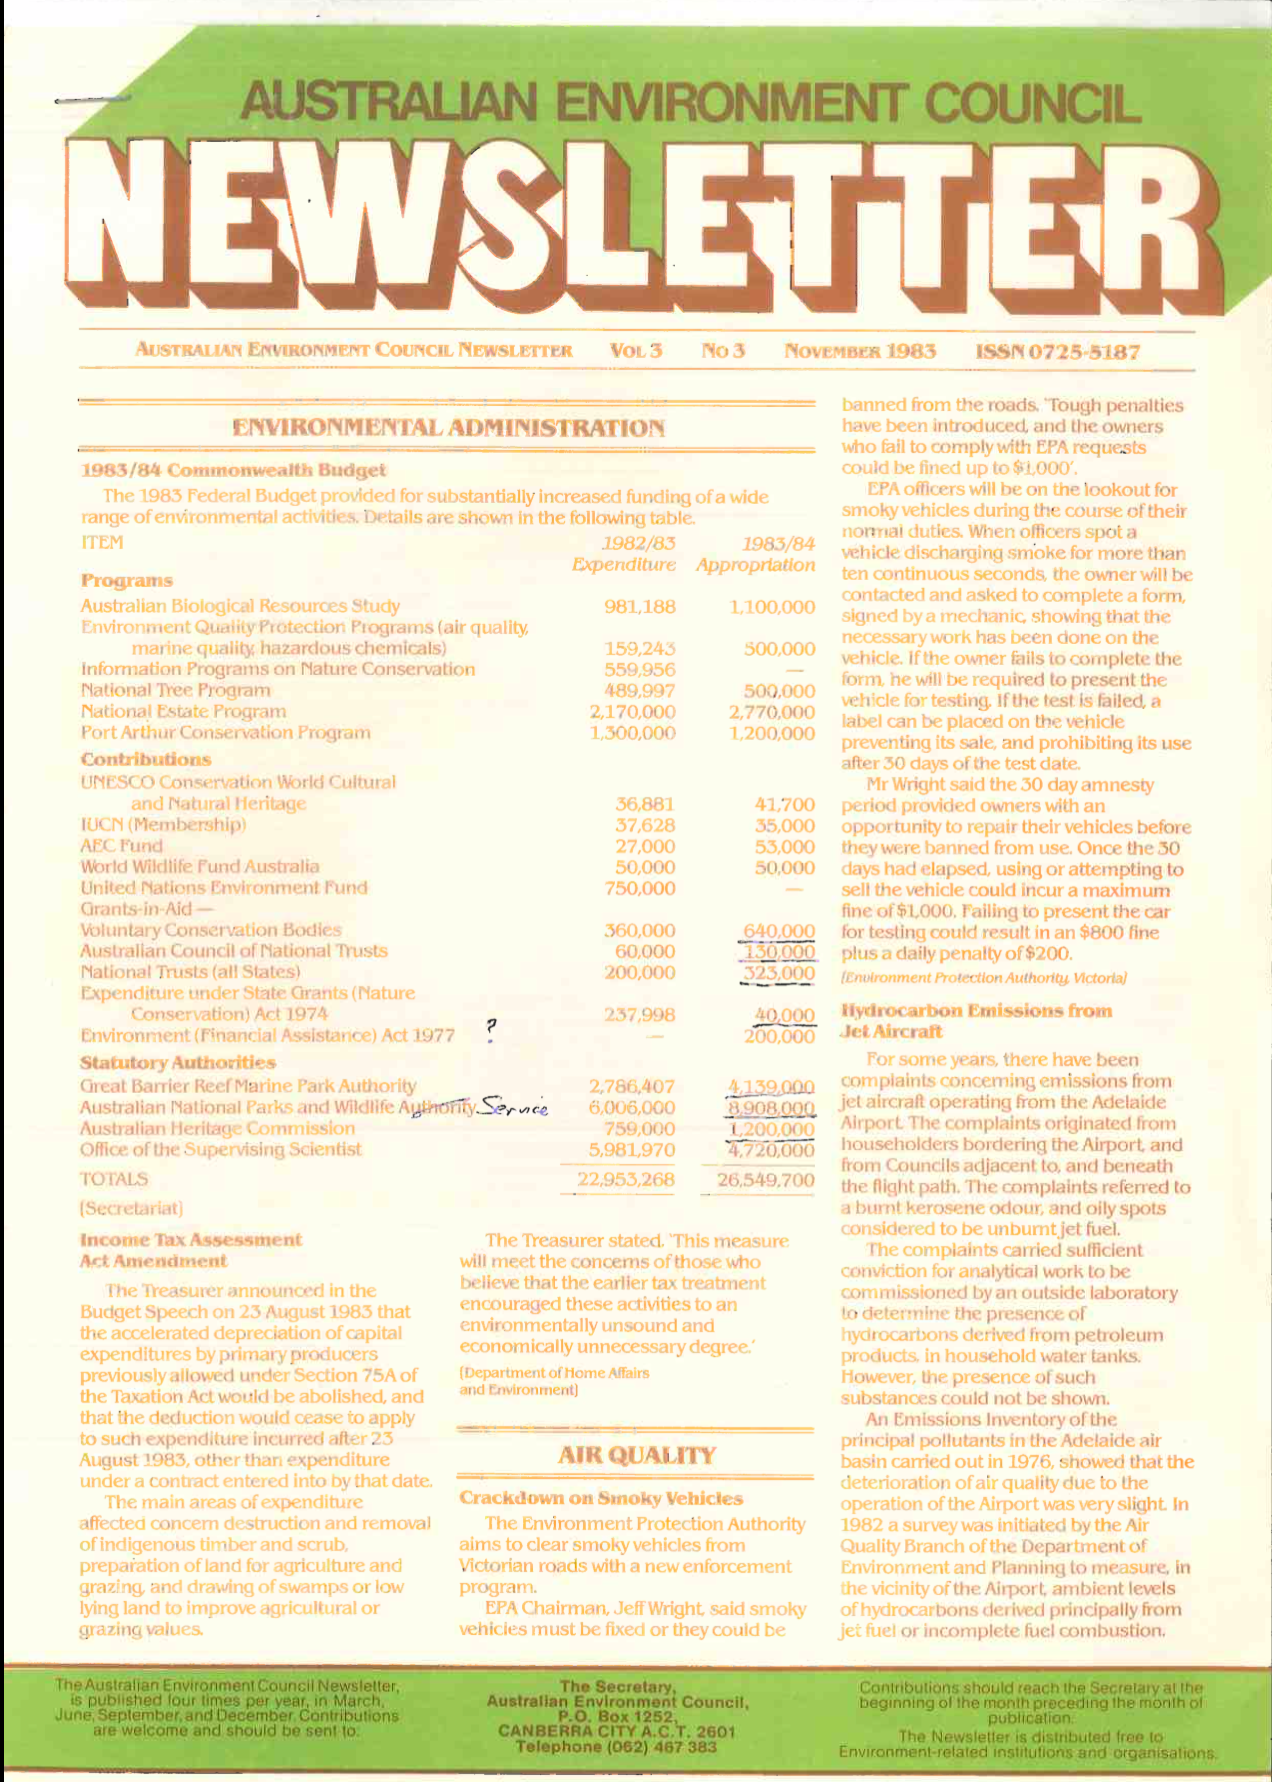 AUSTRALIAN ENVIRONMENT COUNCIL
NEWSLETTER
AUSTRALIAN ENVIRONMENT COUNCIL NEWSLETTER VOL 3 NO 3 NOVEMBER 1983 ISSN 0725-5187
ENVIRONMENTAL ADMINISTRATION
1983/84 Commonwealth Budget
The 1983 Federal Budget provided for substantially increased funding of a wide
range of environmental activities. Details are shown in the following table.
ITEM 1982/83 1983/84
Expenditure Appropriation
Programs
Australian Biological Resources Study 981,188 1,100,000
Environment Quality Protection Programs (air quality,
marine quality, hazardous chemicals) 159,243 500,000
Information Programs on Nature Conservation 559,956 —
National Tree Program 489,997 500,000
National Estate Program 2,170,000 2,770,000
Port Arthur Conservation Program 1,300,000 1,200,000
Contributions
UNESCO Conservation World Cultural
and Natural Heritage 36,881 41,700
IUCN (Membership) 37,628 35,000
AEC Fund 27,000 53,000
World Wildlife Fund Australia 50,000 50,000
United Nations Environment Fund 750,000 —
Grants-in-Aid —
Voluntary Conservation Bodies 360,000 640,000
Australian Council of National Trusts 60,000 130,000
National Trusts (all States) 200,000 323,000
Expenditure under State Grants (Nature
Conservation) Act 1974 237,998 40,000
Environment (Financial Assistance) Act 1977 ? — 200,000
Statutory Authorities
Great Barrier Reef Marine Park Authority 2,786,407 4,139,000
Australian National Parks and Wildlife Authority Service 6,006,000 8,908,000
Australian Heritage Commission 759,000 1,200,000
Office of the Supervising Scientist 5,981,970 4,720,000
TOTALS 22,953,268 26,549,700
(Secretariat)
Income Tax Assessment
Act Amendment
The Treasurer announced in the
Budget Speech on 23 August 1983 that
the accelerated depreciation of capital
expenditures by primary producers
previously allowed under Section 75A of
the Taxation Act would be abolished, and
that the deduction would cease to apply
to such expenditure incurred after 23
August 1983, other than expenditure
under a contract entered into by that date.
The main areas of expenditure
affected concern destruction and removal
of indigenous timber and scrub,
preparation of land for agriculture and
grazing, and drawing of swamps or low
lying land to improve agricultural or
grazing values.
The Treasurer stated. 'This measure
will meet the concerns of those who
believe that the earlier tax treatment
encouraged these activities to an
environmentally unsound and
economically unnecessary degree.'
(Department of Home Affairs
and Environment)
AIR QUALITY
Crackdown on Smoky Vehicles
The Environment Protection Authority
aims to clear smoky vehicles from
Victorian roads with a new enforcement
program.
EPA Chairman, Jeff Wright, said smoky
vehicles must be fixed or they could be
banned from the roads. 'Tough penalties
have been introduced, and the owners
who fail to comply with EPA requests
could be fined up to $1,000'.
EPA officers will be on the lookout for
smoky vehicles during the course of their
normal duties. When officers spot a
vehicle discharging smoke for more than
ten continuous seconds, the owner will be
contacted and asked to complete a form,
signed by a mechanic, showing that the
necessary work has been done on the
vehicle. If the owner fails to complete the
form, he will be required to present the
vehicle for testing. If the test is failed, a
label can be placed on the vehicle
preventing its sale, and prohibiting its use
after 30 days of the test date.
Mr Wright said the 30 day amnesty
period provided owners with an
opportunity to repair their vehicles before
they were banned from use. Once the 30
days had elapsed, using or attempting to
sell the vehicle could incur a maximum
fine of $1,000. Failing to present the car
for testing could result in an $800 fine
plus a daily penalty of $200.
(Environment Protection Authority, Victoria)
Hydrocarbon Emissions from
Jet Aircraft
For some years, there have been
complaints concerning emissions from
jet aircraft operating from the Adelaide
Airport. The complaints originated from
householders bordering the Airport, and
from Councils adjacent to, and beneath
the flight path. The complaints referred to
a burnt kerosene odour, and oily spots
considered to be unburnt jet fuel.
The complaints carried sufficient
conviction for analytical work to be
commissioned by an outside laboratory
to determine the presence of
hydrocarbons derived from petroleum
products, in household water tanks.
However, the presence of such
substances could not be shown.
An Emissions Inventory of the
principal pollutants in the Adelaide air
basin carried out in 1976, showed that the
deterioration of air quality due to the
operation of the Airport was very slight. In
1982 a survey was initiated by the Air
Quality Branch of the Department of
Environment and Planning to measure, in
the vicinity of the Airport, ambient levels
of hydrocarbons derived principally from
jet fuel or incomplete fuel combustion.
The Australian Environment Council Newsletter,
is published four times per year, in March,
June, September, and December. Contributions
are welcome and should be sent to:
The Secretary,
Australian Environment Council,
P.O. Box 1252,
CANBERRA CITY A.C.T. 2601
Telephone (062) 467 383
Contributions should reach the Secretary at the
beginning of the month preceding the month of
publication.
The Newsletter is distributed free to
Environment-related institutions and organisations.